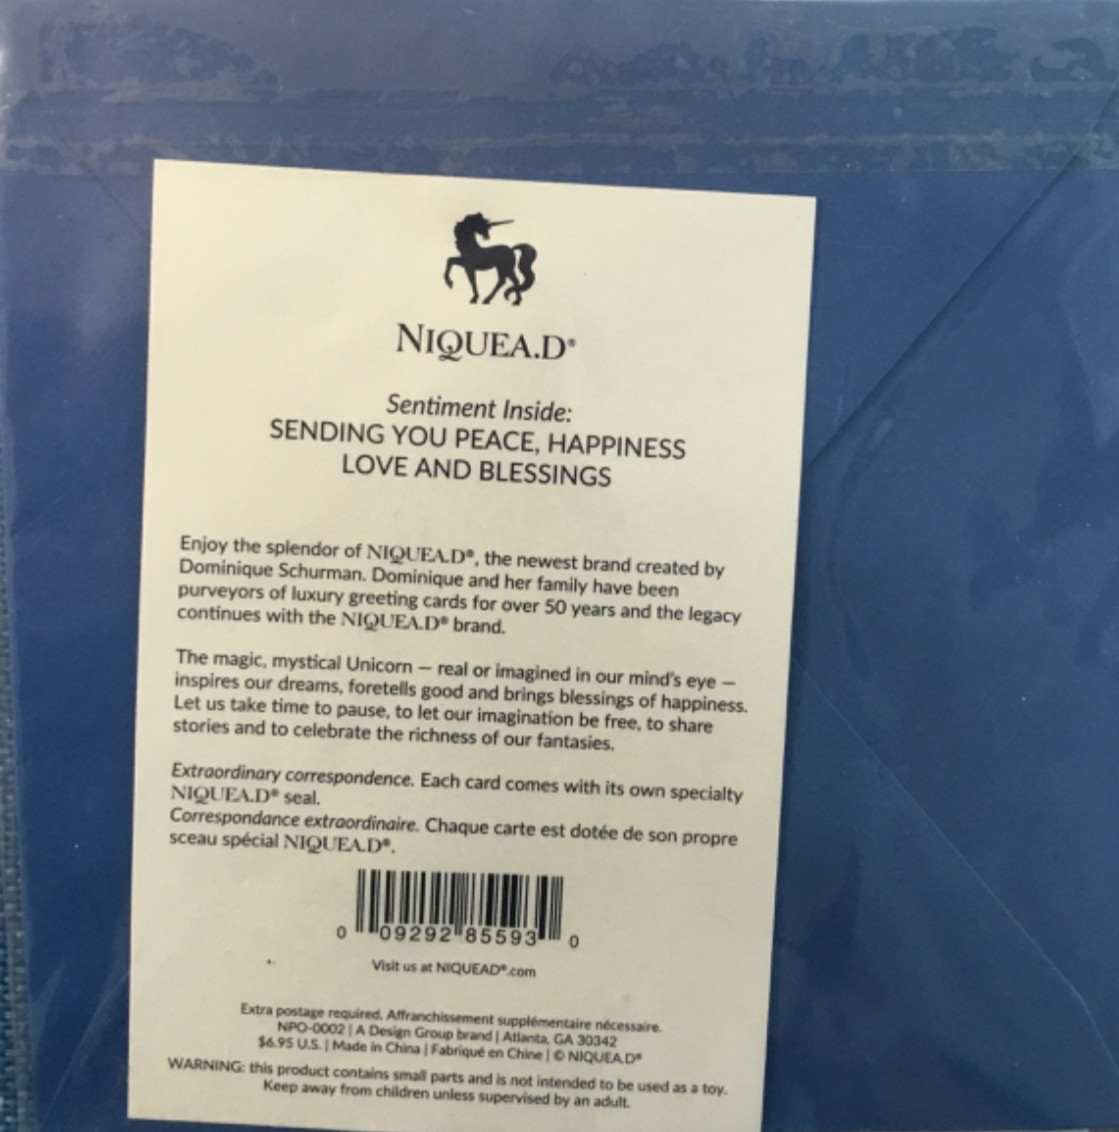 NIQUEA.D®
Sentiment Inside:
SENDING YOU PEACE, HAPPINESS
LOVE AND BLESSINGS
Enjoy the splendor of NIQUEA.D®, the newest brand created by
Dominique Schurman. Dominique and her family have been
purveyors of luxury greeting cards for over 50 years and the legacy
continues with the NIQUEA.D® brand.
The magic, mystical Unicorn — real or imagined in our mind's eye —
inspires our dreams, foretells good and brings blessings of happiness.
Let us take time to pause, to let our imagination be free, to share
stories and to celebrate the richness of our fantasies.
Extraordinary correspondence. Each card comes with its own specialty
NIQUEA.D® seal.
Correspondance extraordinaire. Chaque carte est dotée de son propre
sceau spécial NIQUEA.D®.
0 09292 85593 0
Visit us at NIQUEAD®.com
Extra postage required. Affranchissement supplémentaire nécessaire.
NPO-0002 | A Design Group brand | Atlanta, GA 30342
$6.95 U.S. | Made in China | Fabriqué en Chine | © NIQUEA.D®
WARNING: this product contains small parts and is not intended to be used as a toy.
Keep away from children unless supervised by an adult.